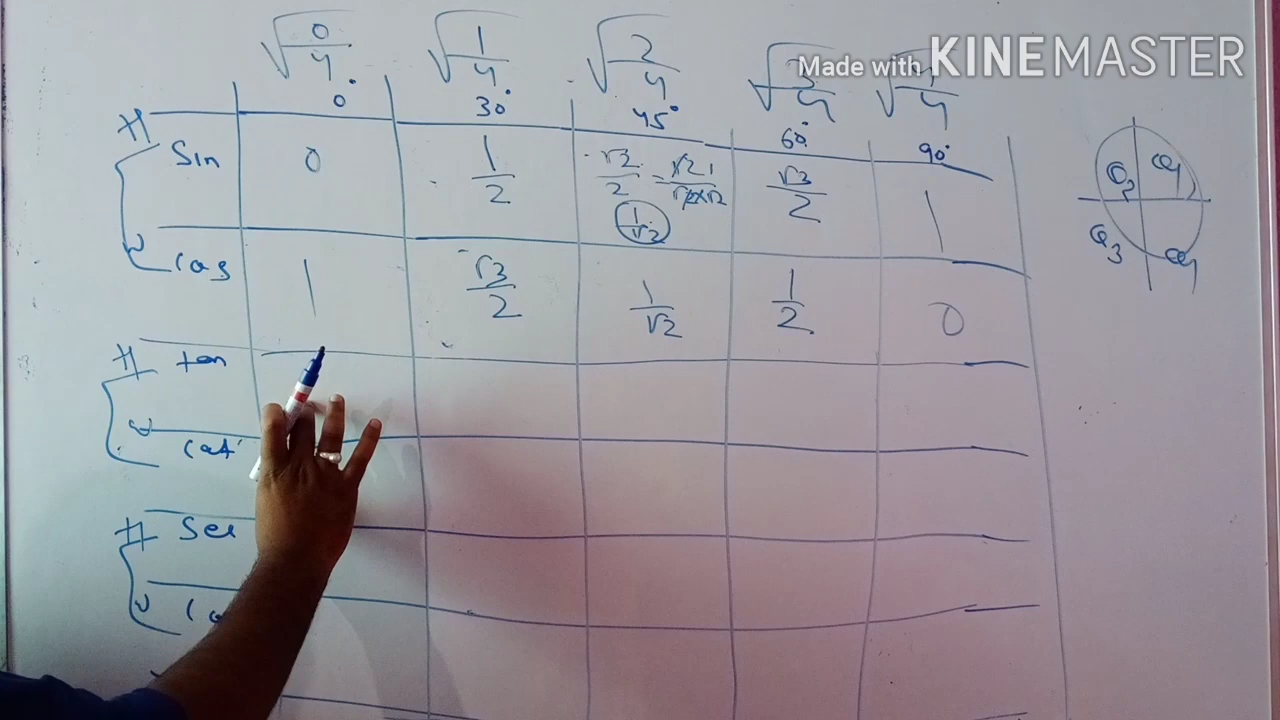 √0/4 √1/4 √2/4 √3/4 √4/4
Made with KINEMASTER
0° 30° 45° 60° 90°
Sin 0 1/2 √2/2 = √2 1/√2×√2 √3/2 1
1/√2
Cos 1 √3/2 1/√2 1/2 0
tan
Cot
Sec
Q2 Q1
Q3 Q4